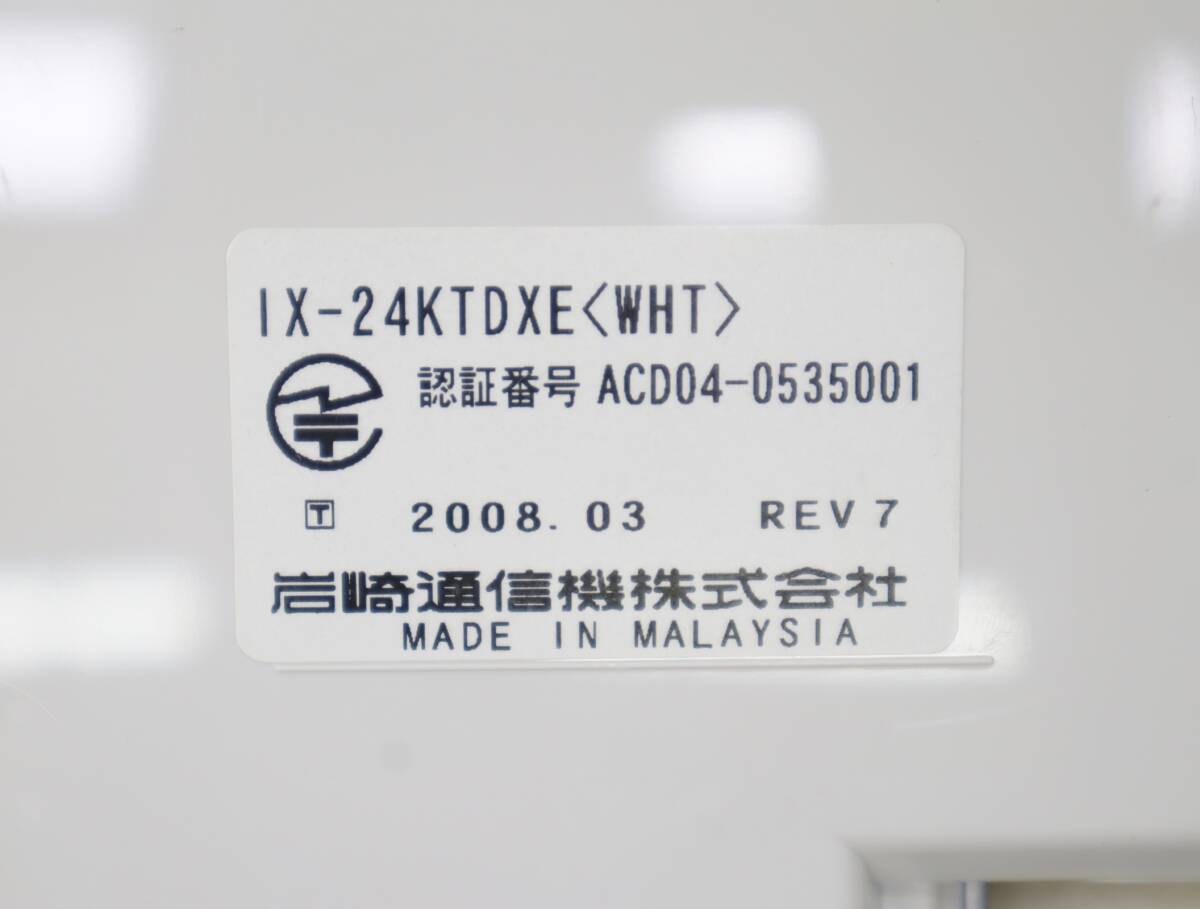 IX-24KTDXE<WHT>
認証番号 ACD04-0535001
T 2008.03 REV 7
岩崎通信機株式会社
MADE IN MALAYSIA